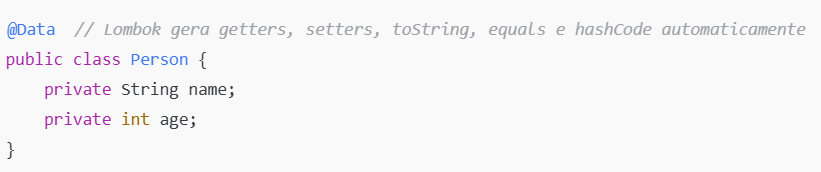 @Data  // Lombok gera getters, setters, toString, equals e hashCode automaticamente
public class Person {
    private String name;
    private int age;
}